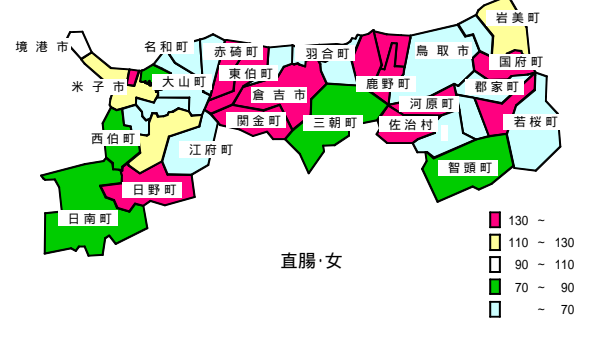 岩美町
境港市
名和町
赤碕町
羽合町
鳥取市
国府町
東伯町
大山町
米子市
鹿野町
郡家町
倉吉市
河原町
関金町
三朝町
佐治村
若桜町
西伯町
江府町
智頭町
日野町
日南町
直腸・女
130 ~
110 ~ 130
90 ~ 110
70 ~ 90
~ 70